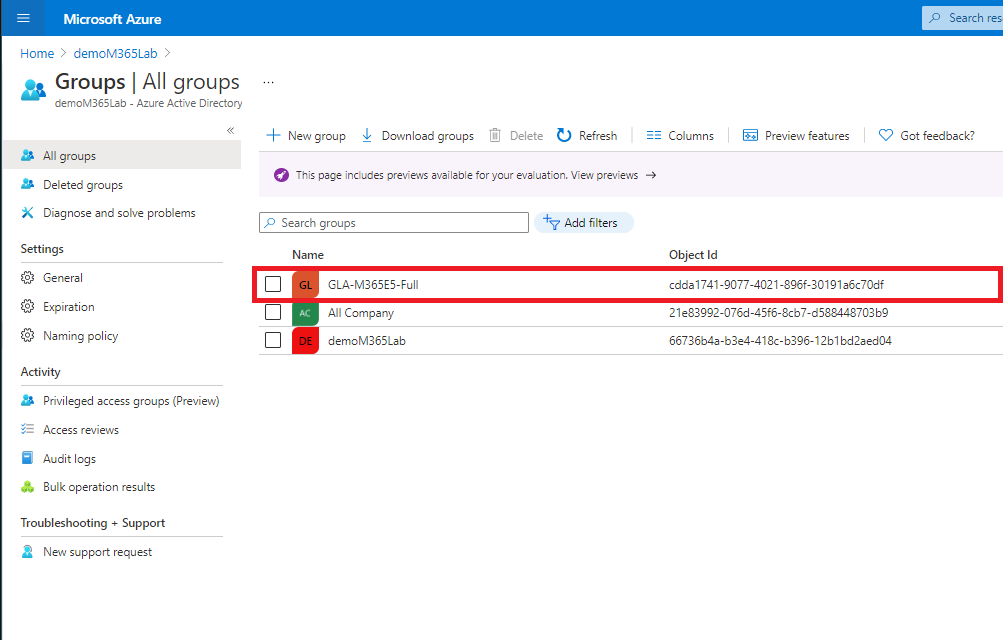 Microsoft Azure
Search res
Home > demoM365Lab >
Groups | All groups ...
demoM365Lab - Azure Active Directory
«
All groups
Deleted groups
Diagnose and solve problems
Settings
General
Expiration
Naming policy
Activity
Privileged access groups (Preview)
Access reviews
Audit logs
Bulk operation results
Troubleshooting + Support
New support request
New group Download groups Delete Refresh Columns Preview features Got feedback?
This page includes previews available for your evaluation. View previews →
Search groups Add filters
Name Object Id
GL GLA-M365E5-Full cdda1741-9077-4021-896f-30191a6c70df
AC All Company 21e83992-076d-45f6-8cb7-d588448703b9
DE demoM365Lab 66736b4a-b3e4-418c-b396-12b1bd2aed04